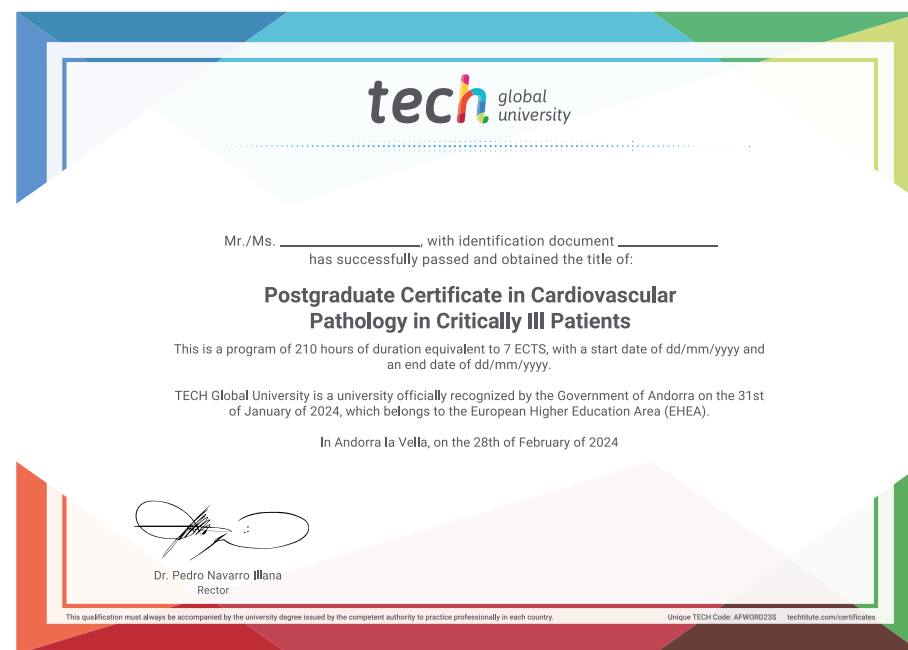 tech global university
Mr./Ms. ____________, with identification document ____________
has successfully passed and obtained the title of:
Postgraduate Certificate in Cardiovascular
Pathology in Critically Ill Patients
This is a program of 210 hours of duration equivalent to 7 ECTS, with a start date of dd/mm/yyyy and
an end date of dd/mm/yyyy.
TECH Global University is a university officially recognized by the Government of Andorra on the 31st
of January of 2024, which belongs to the European Higher Education Area (EHEA).
In Andorra la Vella, on the 28th of February of 2024
Dr. Pedro Navarro Illana
Rector
This qualification must always be accompanied by the university degree issued by the competent authority to practice professionally in each country.
Unique TECH Code: AFWORD23S techtitute.com/certificates